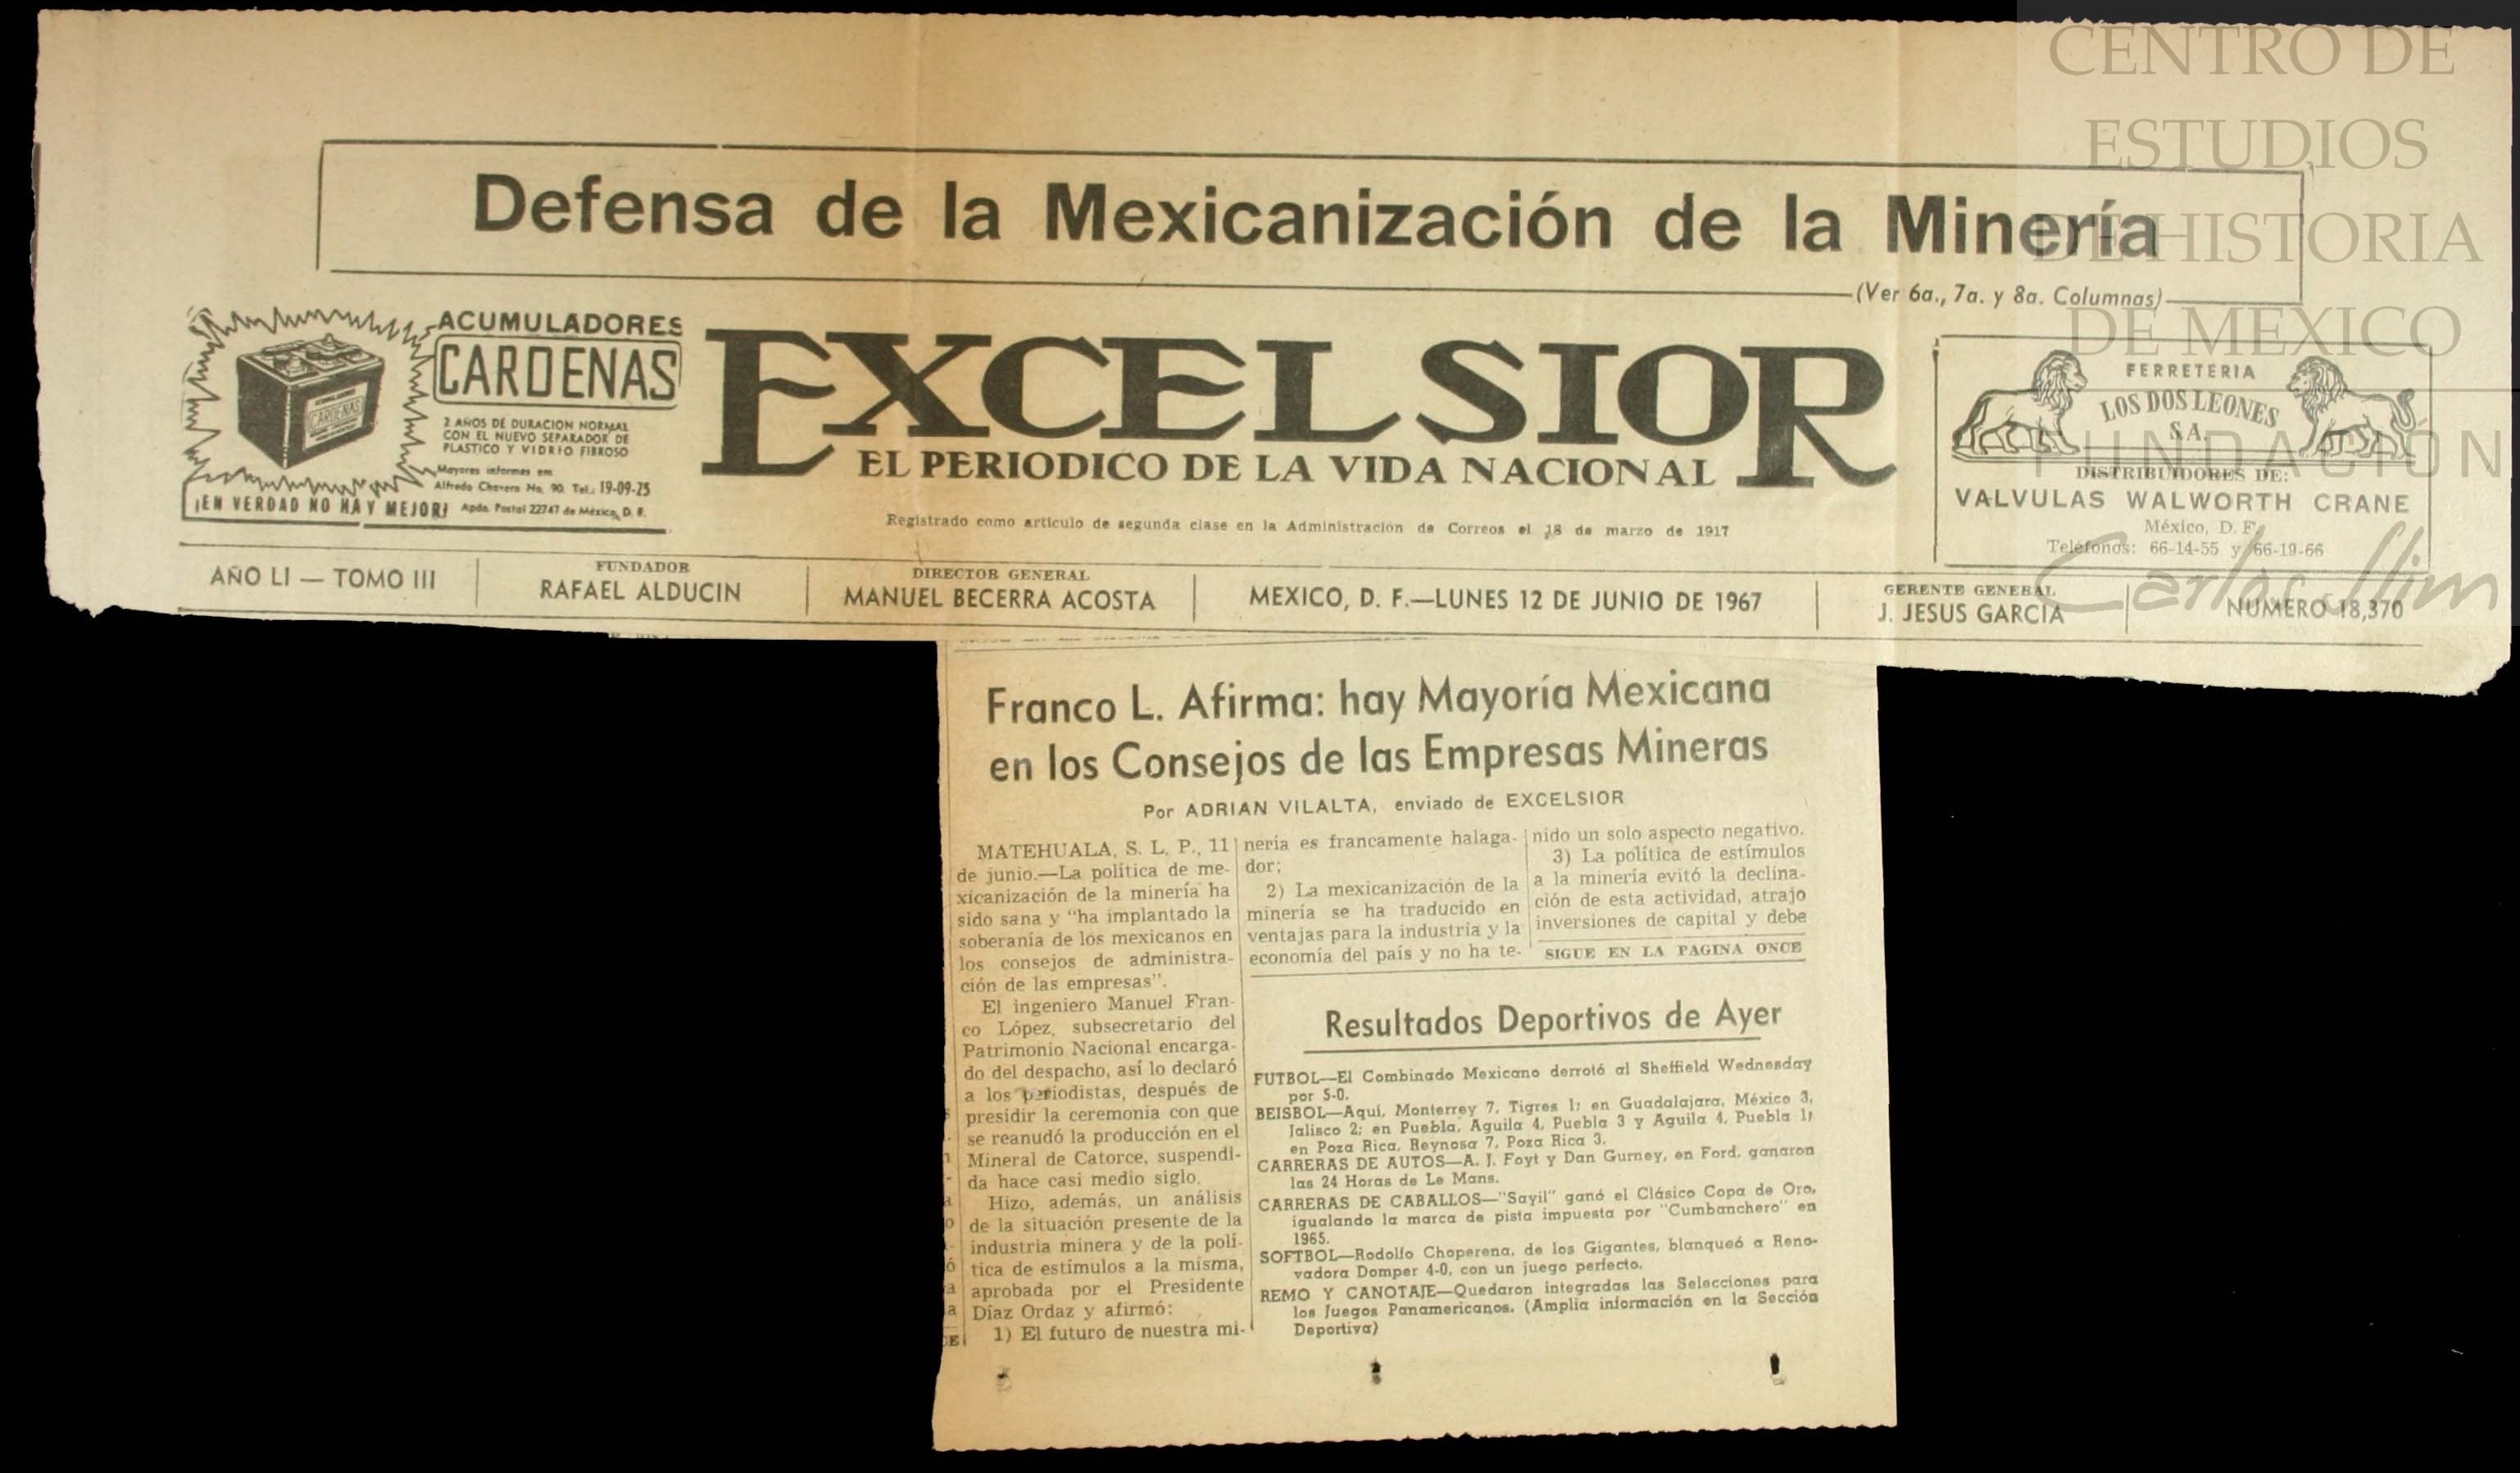 CENTRO DE
ESTUDIOS
DE HISTORIA
DE MEXICO
FUNDACION
Carlos Slim
Defensa de la Mexicanización de la Minería
(Ver 6a., 7a. y 8a. Columnas)
ACUMULADORES
CARDENAS
2 AÑOS DE DURACION NORMAL
CON EL NUEVO SEPARADOR DE
PLASTICO Y VIDRIO FIBROSO
Mayores informes en
Alfredo Chavero No. 90 Tel.: 19-09-25
¡EN VERDAD NO HAY MEJOR! Apdo. Postal 22747 de México, D. F.
CARDENAS
EXCELSIOR
EL PERIODICO DE LA VIDA NACIONAL
Registrado como artículo de segunda clase en la Administración de Correos el 18 de marzo de 1917
FERRETERIA
LOS DOS LEONES
S.A.
DISTRIBUIDORES DE:
VALVULAS WALWORTH CRANE
México, D. F.
Teléfonos: 66-14-55 y 66-19-66
AÑO LI — TOMO III
FUNDADOR
RAFAEL ALDUCIN
DIRECTOR GENERAL
MANUEL BECERRA ACOSTA
MEXICO, D. F.—LUNES 12 DE JUNIO DE 1967
GERENTE GENERAL
J. JESUS GARCIA
NUMERO 18,370
Franco L. Afirma: hay Mayoría Mexicana
en los Consejos de las Empresas Mineras
Por ADRIAN VILALTA, enviado de EXCELSIOR
MATEHUALA, S. L. P., 11
de junio.—La política de me-
xicanización de la minería ha
sido sana y "ha implantado la
soberanía de los mexicanos en
los consejos de administra-
ción de las empresas".
El ingeniero Manuel Fran-
co López, subsecretario del
Patrimonio Nacional encarga-
do del despacho, así lo declaró
a los periodistas, después de
presidir la ceremonia con que
se reanudó la producción en el
Mineral de Catorce, suspendi-
da hace casi medio siglo.
Hizo, además, un análisis
de la situación presente de la
industria minera y de la polí-
tica de estímulos a la misma,
aprobada por el Presidente
Díaz Ordaz y afirmó:
1) El futuro de nuestra mi-
nería es francamente halaga-
dor;
2) La mexicanización de la
minería se ha traducido en
ventajas para la industria y la
economía del país y no ha te-
nido un solo aspecto negativo.
3) La política de estímulos
a la minería evitó la declina-
ción de esta actividad, atrajo
inversiones de capital y debe
SIGUE EN LA PAGINA ONCE
Resultados Deportivos de Ayer
FUTBOL—El Combinado Mexicano derrotó al Sheffield Wednesday
por 5-0.
BEISBOL—Aquí, Monterrey 7, Tigres 1; en Guadalajara, México 3,
Jalisco 2; en Puebla, Aguila 4, Puebla 3 y Aguila 4, Puebla 1;
en Poza Rica, Reynosa 7, Poza Rica 3.
CARRERAS DE AUTOS—A. J. Foyt y Dan Gurney, en Ford, ganaron
las 24 Horas de Le Mans.
CARRERAS DE CABALLOS—"Sayil" ganó el Clásico Copa de Oro,
igualando la marca de pista impuesta por "Cumbanchero" en
1965.
SOFTBOL—Rodolfo Choperena, de los Gigantes, blanqueó a Reno-
vadora Domper 4-0, con un juego perfecto.
REMO Y CANOTAJE—Quedaron integradas las Selecciones para
los Juegos Panamericanos. (Amplia información en la Sección
Deportiva)